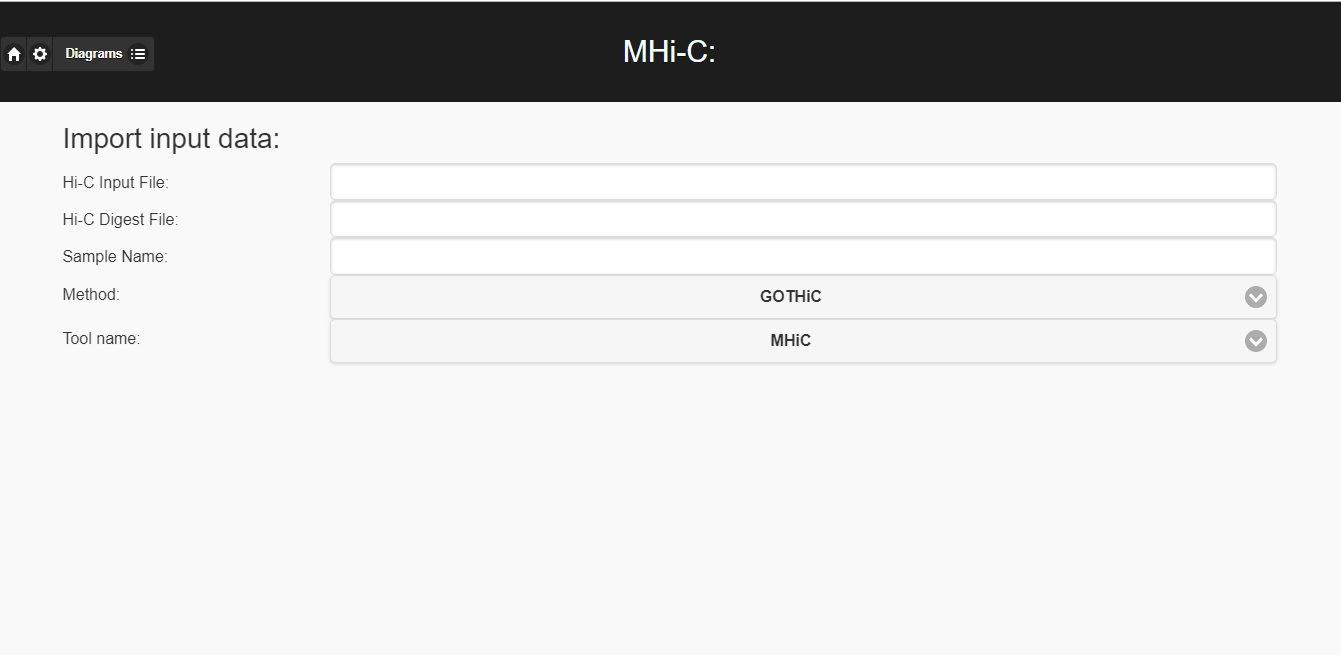 Diagrams
MHi-C:
Import input data:
Hi-C Input File:
Hi-C Digest File:
Sample Name:
Method:
GOTHiC
Tool name:
MHiC